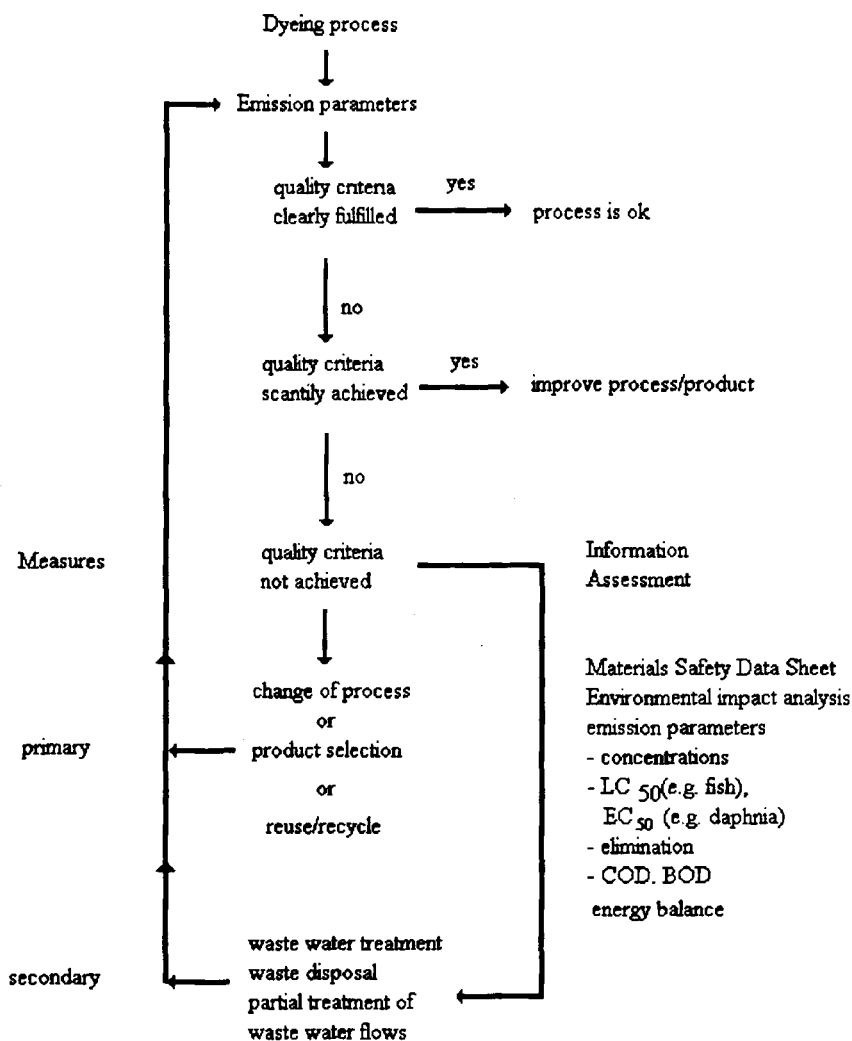 Dyeing process
Emission parameters
quality criteria
clearly fulfilled
yes
process is ok
no
quality criteria
scantily achieved
yes
improve process/product
no
Measures
quality criteria
not achieved
Information
Assessment
change of process
or
primary
product selection
or
reuse/recycle
Materials Safety Data Sheet
Environmental impact analysis
emission parameters
- concentrations
- LC 50(e.g. fish),
EC50 (e.g. daphnia)
- elimination
- COD. BOD
energy balance
secondary
waste water treatment
waste disposal
partial treatment of
waste water flows